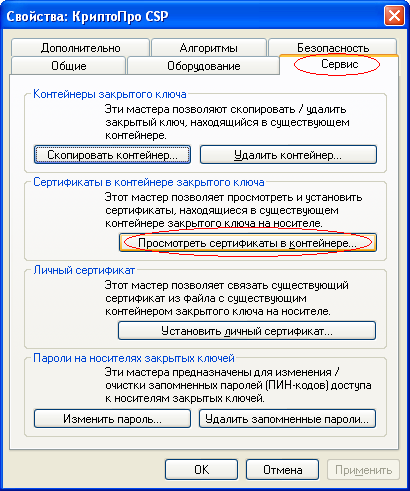 Свойства: КриптоПро CSP
Дополнительно Алгоритмы Безопасность
Общие Оборудование Сервис
Контейнеры закрытого ключа
Эти мастера позволяют скопировать / удалить
закрытый ключ, находящийся в существующем
контейнере.
Скопировать контейнер... Удалить контейнер...
Сертификаты в контейнере закрытого ключа
Этот мастер позволяет просмотреть и установить
сертификаты, находящиеся в существующем
контейнере закрытого ключа на носителе.
Просмотреть сертификаты в контейнере...
Личный сертификат
Этот мастер позволяет связать существующий
сертификат из файла с существующим
контейнером закрытого ключа на носителе.
Установить личный сертификат...
Пароли на носителях закрытых ключей
Эти мастера предназначены для изменения /
очистки запомненных паролей (ПИН-кодов) доступа
к носителям закрытых ключей.
Изменить пароль... Удалить запомненные пароли...
OK Отмена Применить